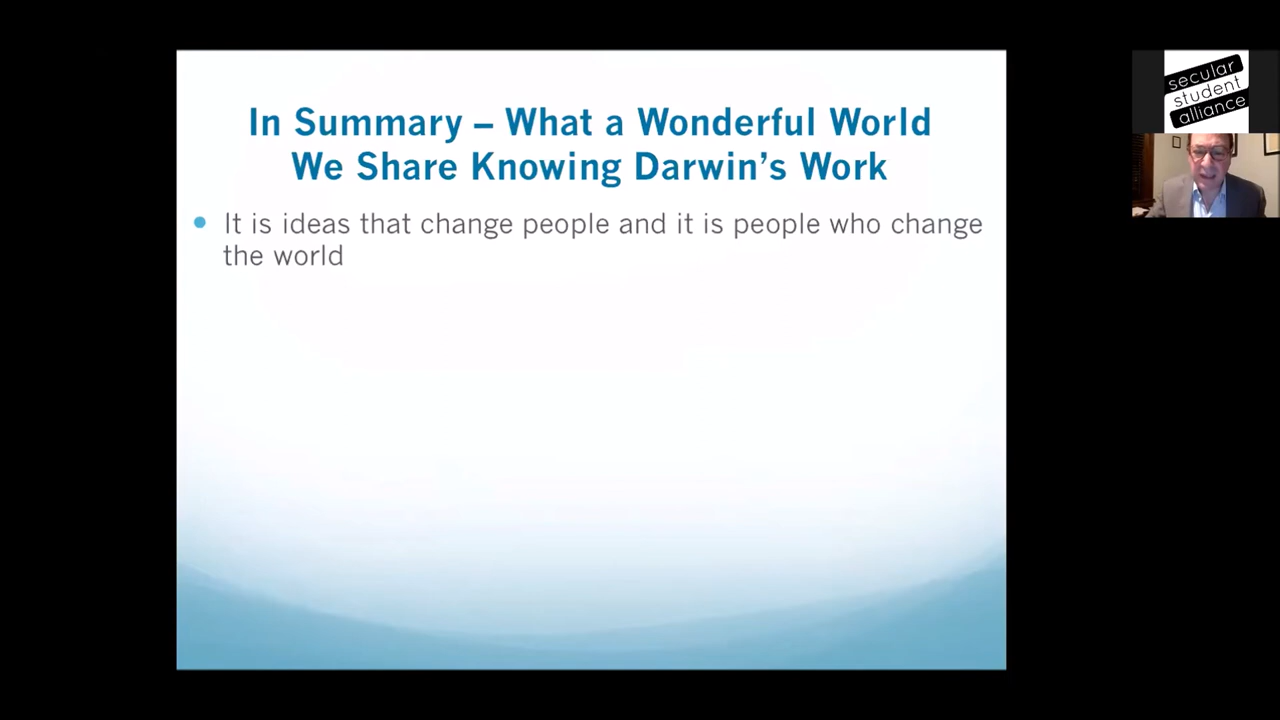 In Summary – What a Wonderful World
We Share Knowing Darwin’s Work
It is ideas that change people and it is people who change
the world
secular
student
alliance